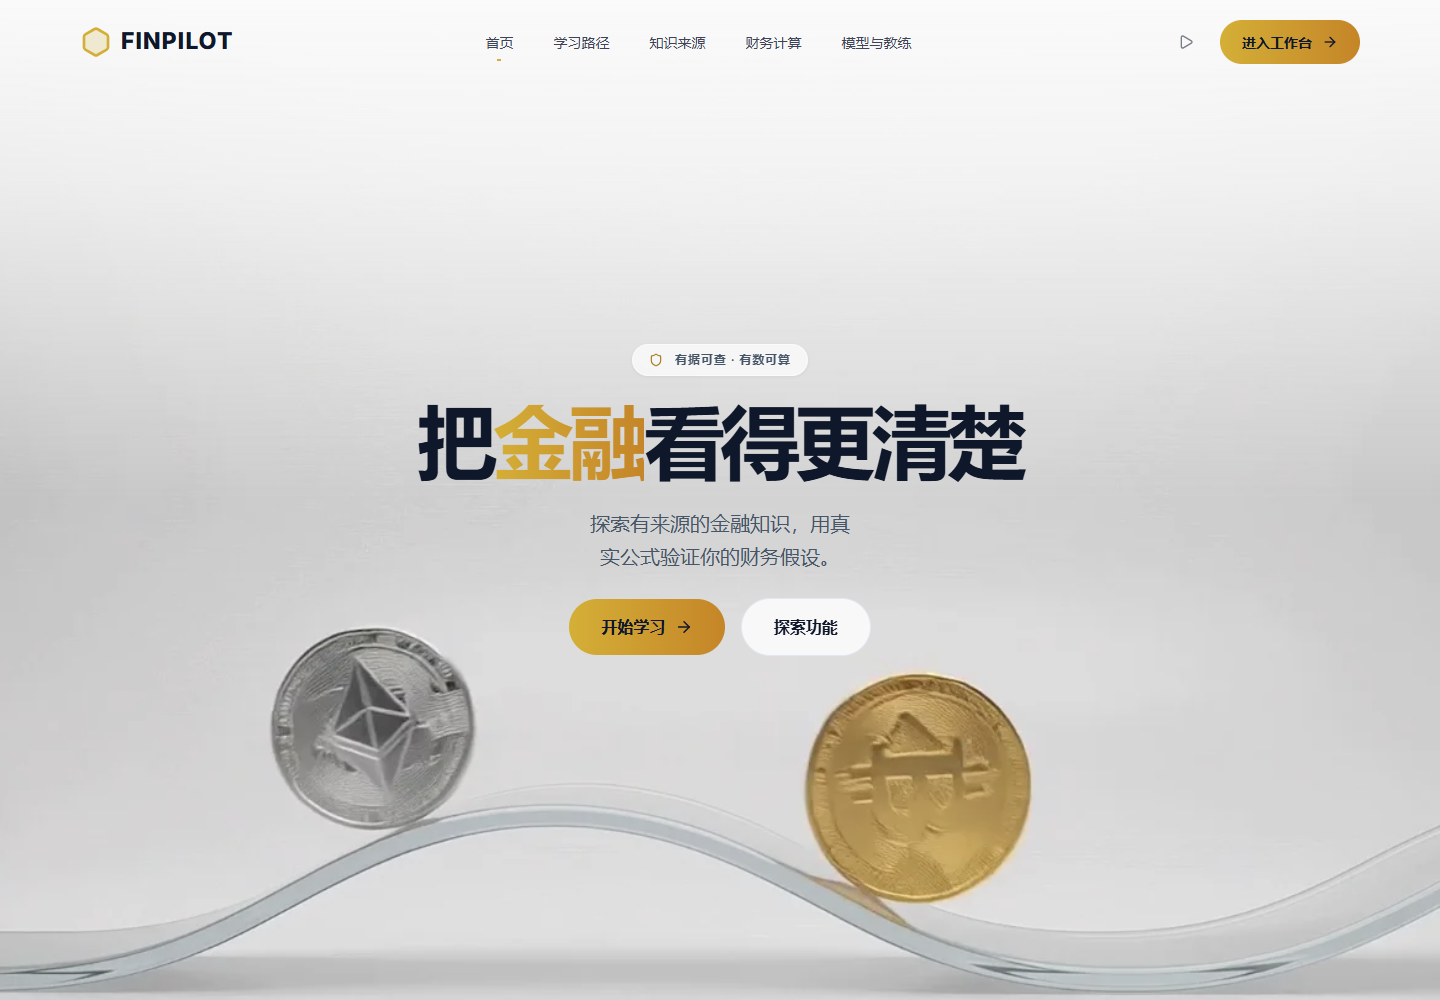 FINPILOT
首页
学习路径
知识来源
财务计算
模型与教练
进入工作台
有据可查 · 有数可算
把金融看得更清楚
探索有来源的金融知识，用真
实公式验证你的财务假设。
开始学习
探索功能